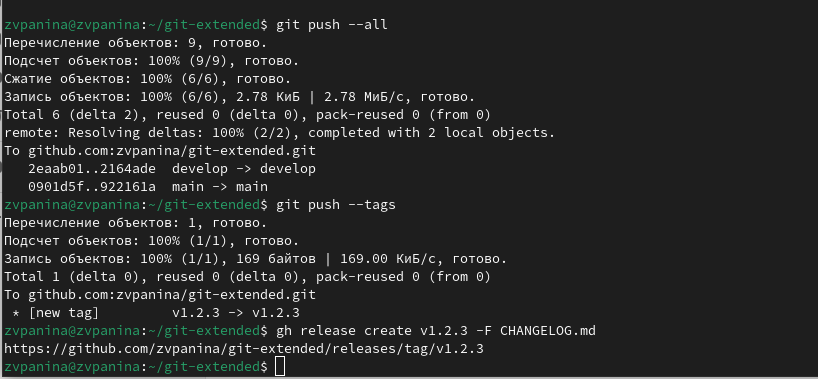 zvpanina@zvpanina:~/git-extended$ git push --all
Перечисление объектов: 9, готово.
Подсчет объектов: 100% (9/9), готово.
Сжатие объектов: 100% (6/6), готово.
Запись объектов: 100% (6/6), 2.78 КиБ | 2.78 МиБ/с, готово.
Total 6 (delta 2), reused 0 (delta 0), pack-reused 0 (from 0)
remote: Resolving deltas: 100% (2/2), completed with 2 local objects.
To github.com:zvpanina/git-extended.git
   2eaab01..2164ade  develop -> develop
   0901d5f..922161a  main -> main
zvpanina@zvpanina:~/git-extended$ git push --tags
Перечисление объектов: 1, готово.
Подсчет объектов: 100% (1/1), готово.
Запись объектов: 100% (1/1), 169 байтов | 169.00 КиБ/с, готово.
Total 1 (delta 0), reused 0 (delta 0), pack-reused 0 (from 0)
To github.com:zvpanina/git-extended.git
 * [new tag]         v1.2.3 -> v1.2.3
zvpanina@zvpanina:~/git-extended$ gh release create v1.2.3 -F CHANGELOG.md
https://github.com/zvpanina/git-extended/releases/tag/v1.2.3
zvpanina@zvpanina:~/git-extended$